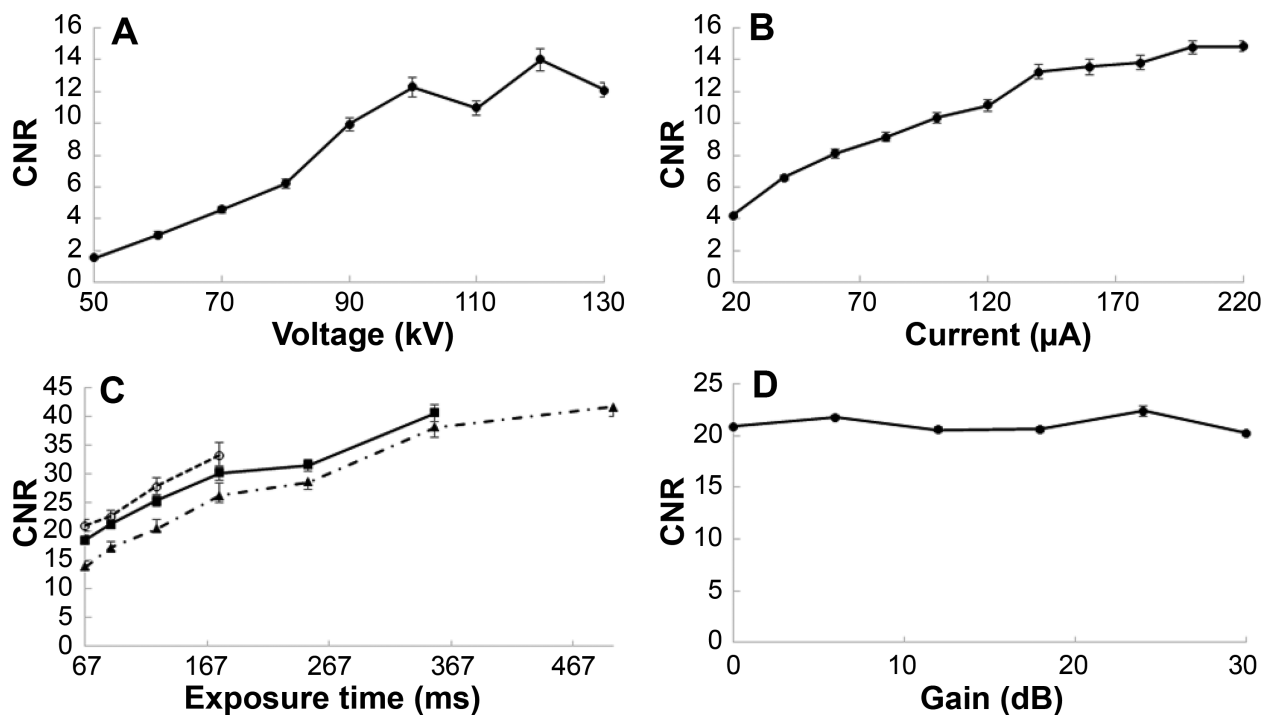 A
CNR
16
14
12
10
8
6
4
2
0
50 70 90 110 130
Voltage (kV)
B
CNR
16
14
12
10
8
6
4
2
0
20 70 120 170 220
Current (µA)
C
CNR
45
40
35
30
25
20
15
10
5
0
67 167 267 367 467
Exposure time (ms)
D
CNR
25
20
15
10
5
0
0 10 20 30
Gain (dB)